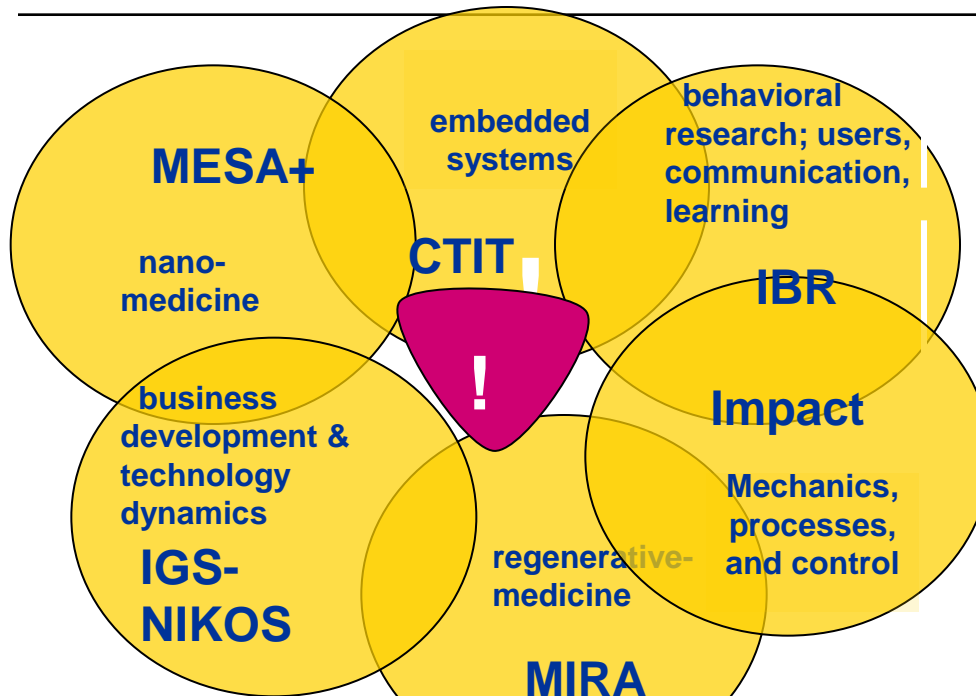 MESA+
nano-
medicine
embedded
systems
CTIT
!
behavioral
research; users,
communication,
learning
IBR
!
business
development &
technology
dynamics
IGS-
NIKOS
regenerative-
medicine
MIRA
Impact
Mechanics,
processes,
and control